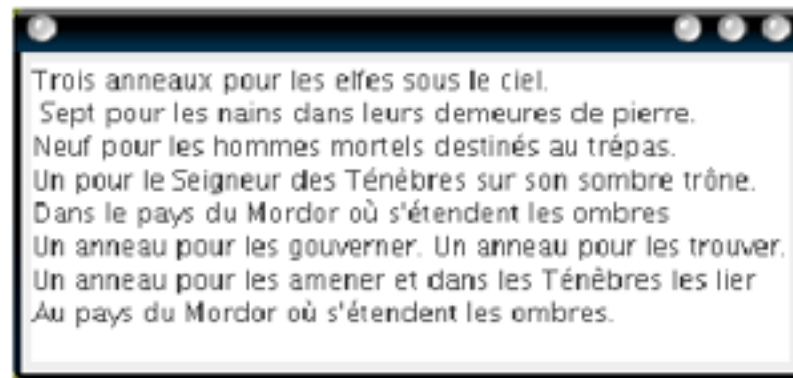 Trois anneaux pour les elfes sous le ciel.
Sept pour les nains dans leurs demeures de pierre.
Neuf pour les hommes mortels destinés au trépas.
Un pour le Seigneur des Ténèbres sur son sombre trône.
Dans le pays du Mordor où s'étendent les ombres
Un anneau pour les gouverner. Un anneau pour les trouver.
Un anneau pour les amener et dans les Ténèbres les lier
Au pays du Mordor où s'étendent les ombres.